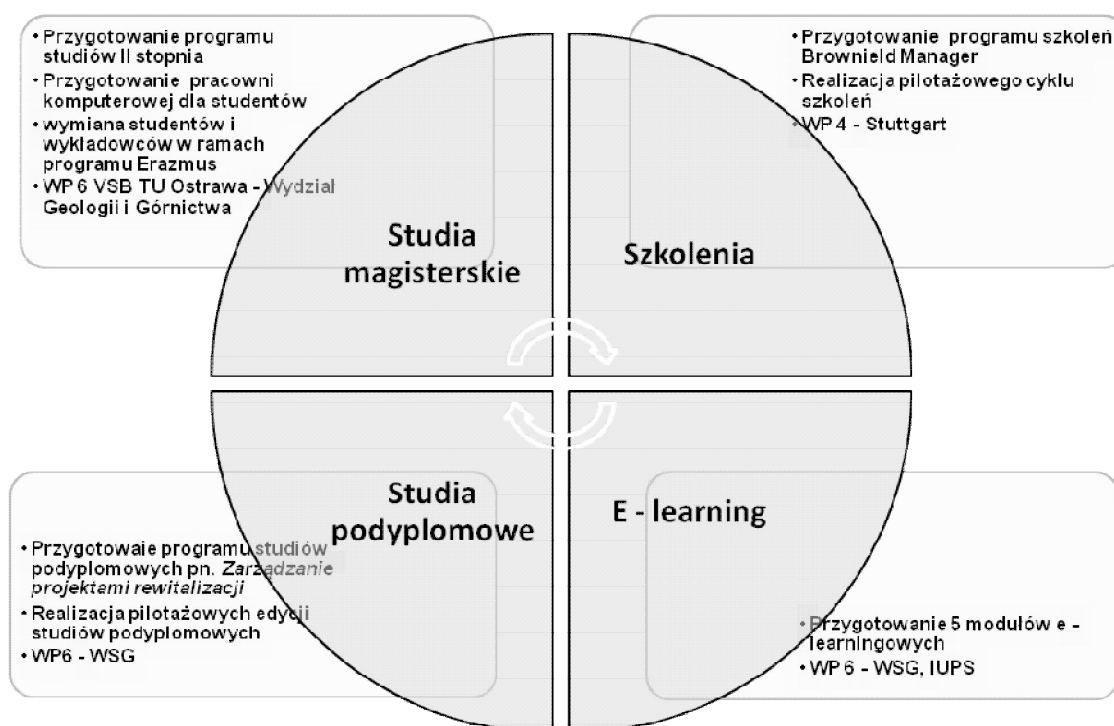 • Przygotowanie programu
studiów II stopnia
• Przygotowanie pracowni
komputerowej dla studentów
• wymiana studentów i
wykladowców w ramach
programu Erasmus
• WP 6 VSB TU Ostrawa - Wydział
Geologii i Górnictwa
Studia
magisterskie
• Przygotowanie programu szkoleń
Brownield Manager
• Realizacja pilotażowego cyklu
szkoleń
• WP 4 - Stuttgart
Szkolenia
Studia
podyplomowe
• Przygotowaie programu studiów
podyplomowych pn. Zarządzanie
projektami rewitalizacji
• Realizacja pilotażowych edycji
studiów podyplomowych
• WP6 - WSG
E - learning
• Przygotowanie 5 modułów e -
learningowych
• WP 6 - WSG, IUPS